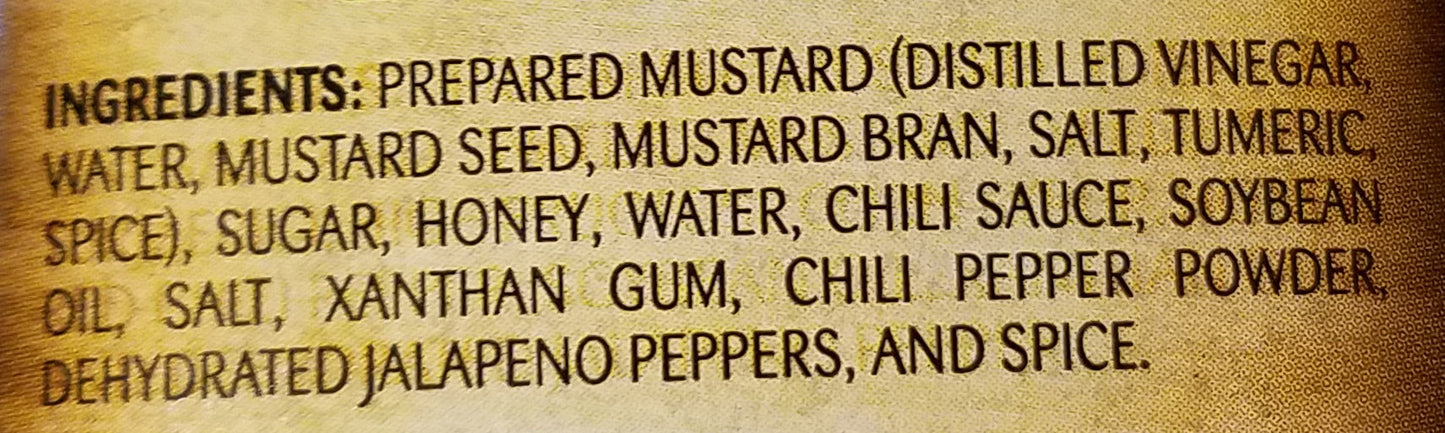 INGREDIENTS: PREPARED MUSTARD (DISTILLED VINEGAR,
WATER, MUSTARD SEED, MUSTARD BRAN, SALT, TUMERIC,
SPICE), SUGAR, HONEY, WATER, CHILI SAUCE, SOYBEAN
OIL, SALT, XANTHAN GUM, CHILI PEPPER POWDER,
DEHYDRATED JALAPENO PEPPERS, AND SPICE.